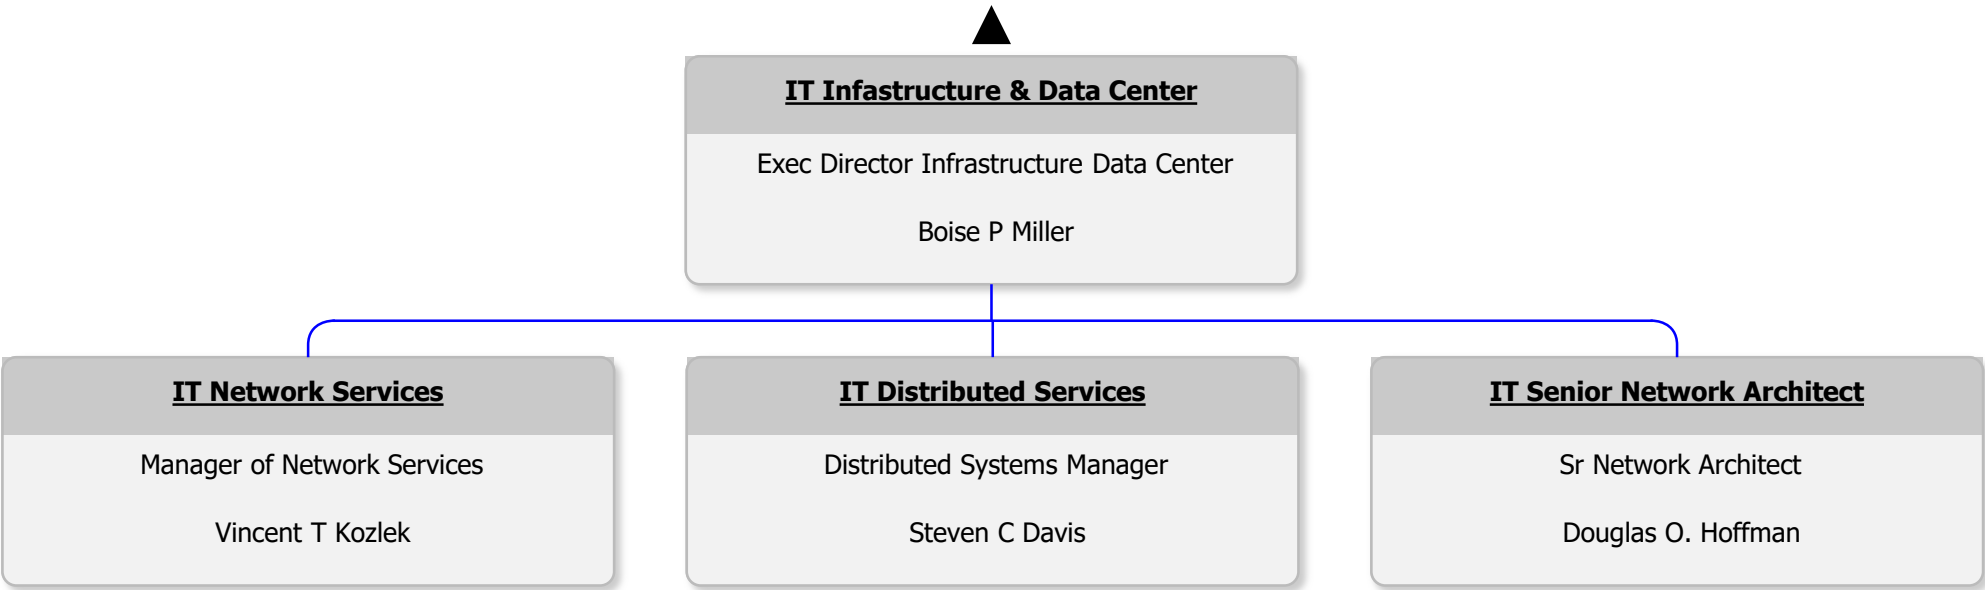 IT Infastructure & Data Center
Exec Director Infrastructure Data Center
Boise P Miller
IT Network Services
Manager of Network Services
Vincent T Kozlek
IT Distributed Services
Distributed Systems Manager
Steven C Davis
IT Senior Network Architect
Sr Network Architect
Douglas O. Hoffman